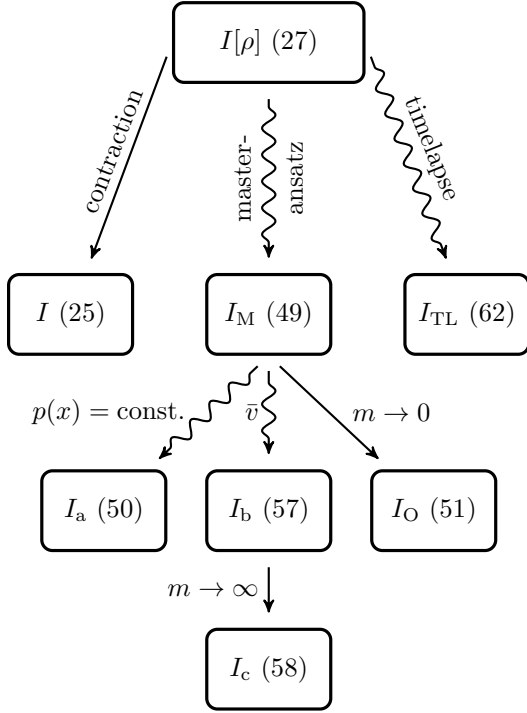 I[ρ] (27)
contraction
master-
ansatz
timelapse
I (25)
I_M (49)
I_TL (62)
p(x) = const.
v̄
m → 0
I_a (50)
I_b (57)
I_O (51)
m → ∞
I_c (58)